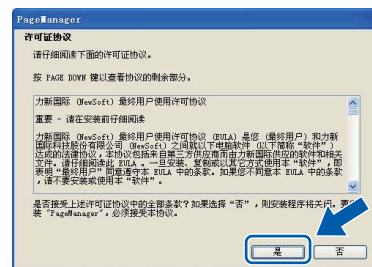 PageManager
许可证协议
请仔细阅读下面的许可证协议。
按 PAGE DOWN 键以查看协议的剩余部分。
力新国际 (NewSoft) 最终用户使用许可协议
重要 - 请在安装前仔细阅读
力新国际 (NewSoft) 最终用户使用许可协议 (EULA) 是您 (最终用户) 和力新
国际科技股份有限公司 (NewSoft) 之间就以下电脑软件 (以下简称“软件”)
达成的法律协议，本协议包括来自第三方供应商而由力新国际供应的软件和相关
文件。请仔细阅读此 EULA 。一旦安装、复制或以其它方式使用本“软件”，即
表明“最终用户”同意遵守本 EULA 中的条款。如果您不同意本 EULA 中的条款
，请不要安装或使用本“软件”。
是否接受上述许可证协议中的全部条款？如果选择“否”，则安装程序将关闭。要
装 “PageManager”，必须接受本协议。
是
否